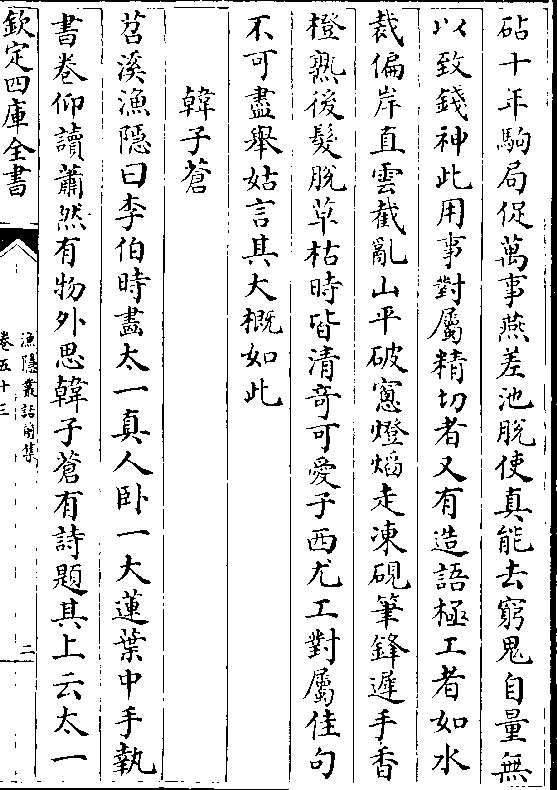 砧十年駒局促萬事燕差池脫使真能去窮鬼自量無
以致錢神此用事對屬精切者又有造語極工者如水
裁偏岸直雲截亂山平破窻燈熖走凍硯筆鋒遲手香
橙熟後髮脫草枯時皆清竒可愛子西尤工對屬佳句
不可盡舉姑言其大概如此
韓子蒼
苕溪漁隱曰李伯時畫太一真人卧一大蓮葉中手執
書卷仰讀蕭然有物外思韓子蒼有詩題其上云太一
欽定四庫全書
漁隱叢話前集
卷五十三
二